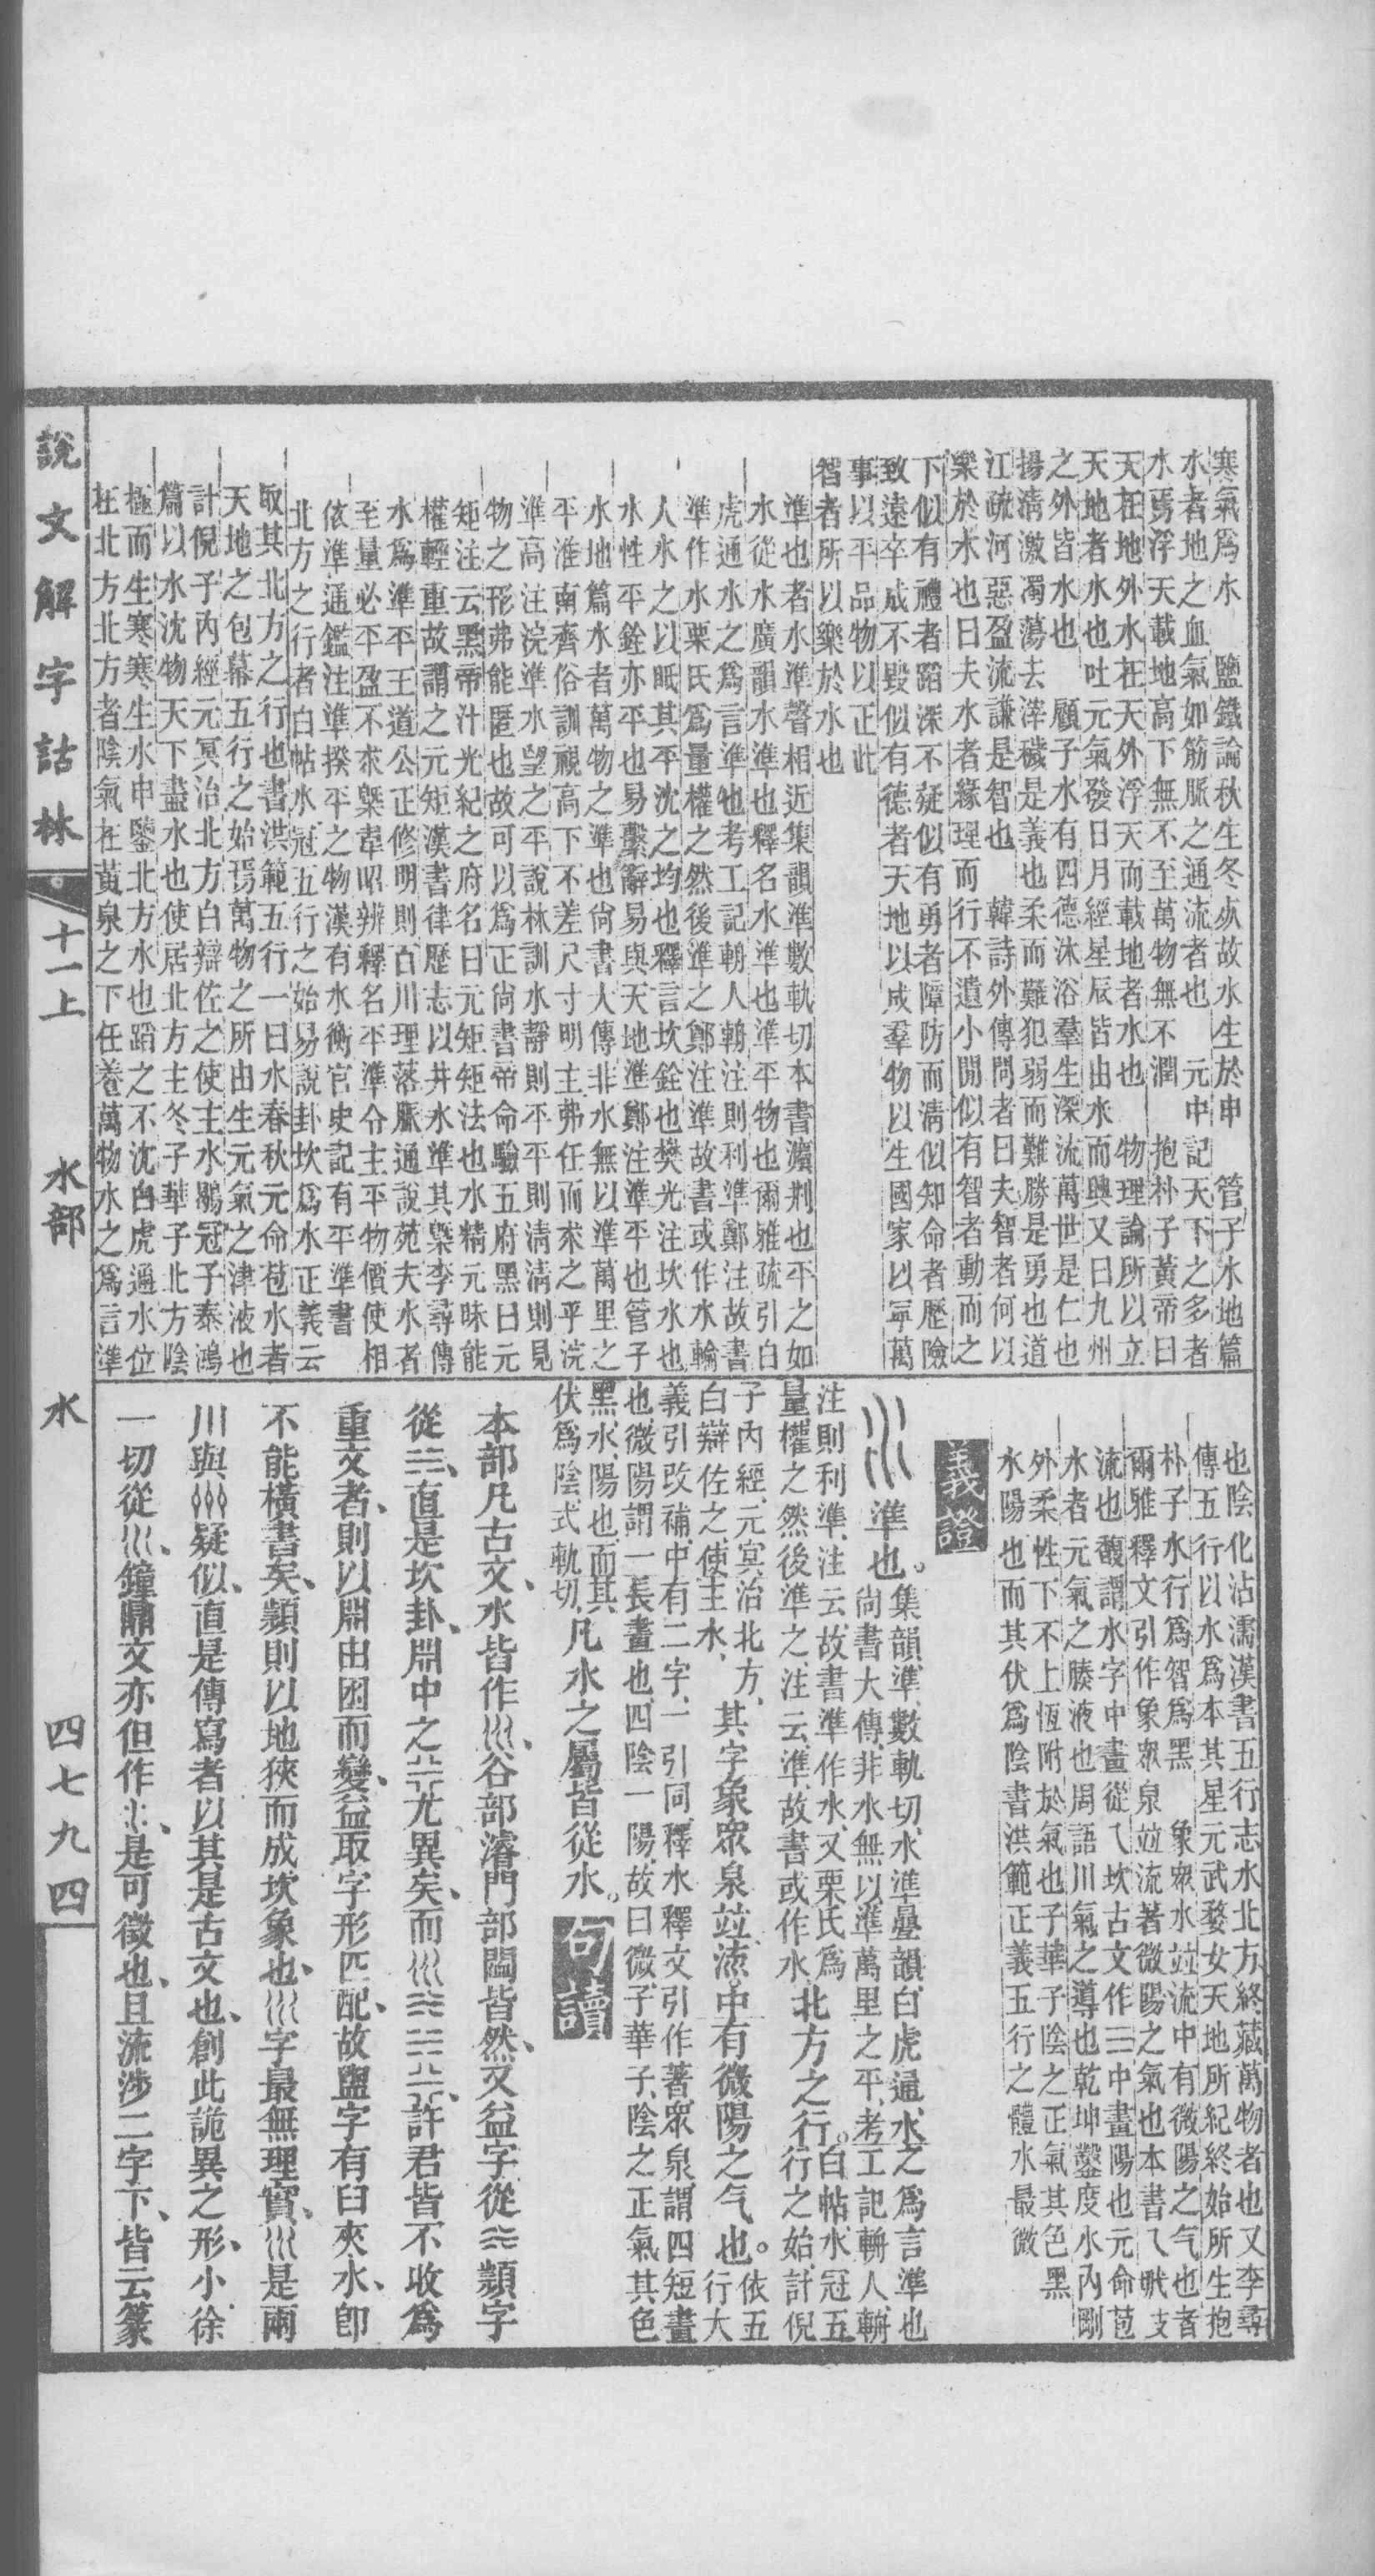 寒氣爲水　鹽鐵論秋生冬死故水生於申　管子水地篇
水者地之血氣如筋脈之通流者也　元中記天下之多者
水焉浮天載地高下無不至萬物無不潤　抱朴子黃帝曰
天在地外水在天外浮天而載地者水也　物理論所以立
天地者水也吐元氣發日月經星辰皆由水而興又曰九州
之外皆水也　顧子水有四德沐浴羣生深流萬世是仁也
揚清激濁蕩去滓穢是義也柔而難犯弱而難勝是勇也道
江疏河惡盈流謙是智也　韓詩外傳問者曰夫智者何以
樂於水也曰夫水者緣理而行不遺小閒似有智者動而之
下似有禮者蹈深不疑似有勇者障防而清似知命者歷險
致遠卒成不毀似有德者天地以成羣物以生國家以寧萬
事以平品物以正此
智者所以樂於水也
準也者水準聲相近集韻準數軌切本書灋荆也平之如
水從水廣韻水準也釋名水準也準平物也爾雅疏引白
虎通水之爲言準也考工記輈人輈注則利準鄭注故書
準作水栗氏爲量權之然後準之鄭注準故書或作水輪
人水之以眡其平沈之均也釋言坎銓也樊光注坎水也
水性平銓亦平也易繫辭易與天地準鄭注準平也管子
水地篇水者萬物之準也尙書大傳非水無以準萬里之
平淮南齊俗訓視高下不差尺寸明主弗任而求之乎浣
準高注浣準水望之平說林訓水靜則平平則清清則見
物之形弗能匿也故可以爲正尙書帝命驗五府黑曰元
矩注云黑帝汁光紀之府名曰元矩矩法也水精元昧能
權輕重故謂之元矩漢書律歷志以井水準其槩李尋傳
水爲準平王道公正修明則百川理落脈通說苑夫水者
至量必平盈不求槩韋昭辨釋名平準令主平物價使相
依準通鑑注準揆平之物漢有水衡官史記有平準書
北方之行者白帖水冠五行之始易說卦坎爲水正義云
取其北方之行也書洪範五行一曰水春秋元命苞水者
天地之包幕五行之始焉萬物之所由生元氣之津液也
計倪子內經元冥治北方白辯佐之使主水鶡冠子泰鴻
篇以水沈物天下盡水也使居北方主冬子華子北方陰
極而生寒寒生水申鑒北方水也蹈之不沈白虎通水位
在北方北方者陰氣在黃泉之下任養萬物水之爲言準
也陰化沾濡漢書五行志水北方終藏萬物者也又李尋
傳五行以水爲本其星元武婺女天地所紀終始所生抱
朴子水行爲智爲黑　象衆水竝流中有微陽之气也者
爾雅釋文引作象衆泉竝流著微陽之氣也本書乁
流也馥謂水字中畫從乁坎古文作中畫陽也元命苞
水者元氣之腠液也周語川氣之導也乾坤鑿度水內剛
外柔性下不上恆附於氣也子華子陰之正氣其色黑
水陽也而其伏爲陰書洪範正義五行之體水最微
義證
準也。集韻、準、數軌切、水準疊韻、白虎通、水之爲言準也
尙書大傳、非水無以準萬里之平、考工記輈人、輈
注則利準、注云、故書準作水、又栗氏爲
量、權之然後準之、注云、準、故書或作水、北方之行。白帖、水冠五行之始、計倪
子內經、元冥治北方、白辯佐之、使主水、其字象衆泉竝流、中有微陽之气也。依五行大
義引改補、中有二字、一引同、釋水釋文引作著、衆泉、謂四短畫
也、微陽、謂一長畫也、四陰一陽、故曰微、子華子、陰之正氣、其色
黑、水、陽也、而其
伏爲陰、式軌切、凡水之屬皆從水。
句讀
本部凡古文、水皆作、谷部濬、門部闆、皆然、又益字從頮字
從、直是坎卦、淵中之尤異矣、而許君皆不收爲
重文者、則以淵由困而變、益取字形匹配、故盥字有臼夾水、卽
不能橫書矣、頮則以地狹而成坎象也、字最無理實、是兩
川與疑似、直是傳寫者以其是古文也、創此詭異之形、小徐
一切從、鐘鼎文亦但作、是可徵也、且流涉二字下、皆云篆
說文解字詁林　十一上　水部　水　四七九四